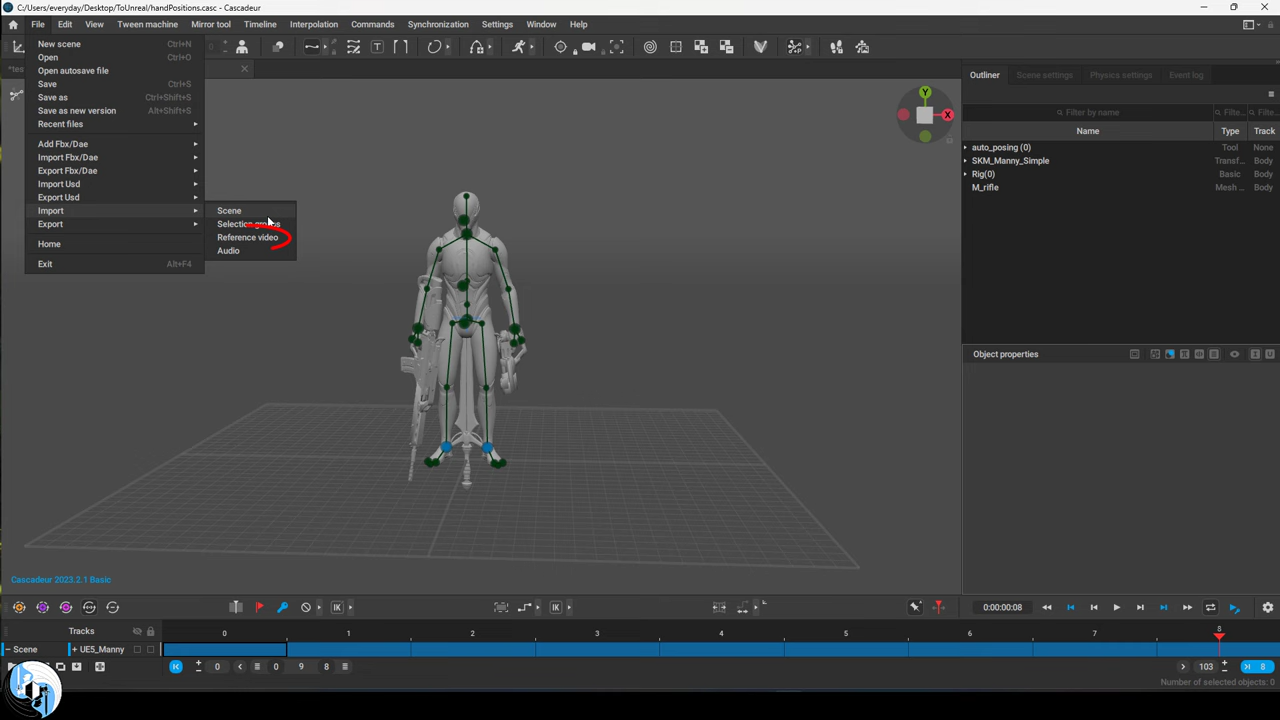 C:/Users/everyday/Desktop/ToUnreal/handPositions.casc - Cascadeur
File Edit View Tween machine Mirror tool Timeline Interpolation Commands Synchronization Settings Window Help
New scene Ctrl+N
Open Ctrl+O
Open autosave file
Save Ctrl+S
Save as Ctrl+Shift+S
Save as new version Alt+Shift+S
Recent files
Add Fbx/Dae
Import Fbx/Dae
Export Fbx/Dae
Import Usd
Export Usd
Import
Export
Home
Exit Alt+F4
Scene
Selection groups
Reference video
Audio
Y
X
Outliner Scene settings Physics settings Event log
Filter by name Filte... Filte...
Name Type Track
auto_posing (0) Tool None
SKM_Manny_Simple Transf... Body
Rig(0) Basic Body
M_rifle Mesh ... Body
Object properties
Cascadeur 2023.2.1 Basic
IK IK 0:00:00:08
Tracks 0 1 2 3 4 5 6 7 8
Scene UE5_Manny
0 0 9 8 103 8
Number of selected objects: 0